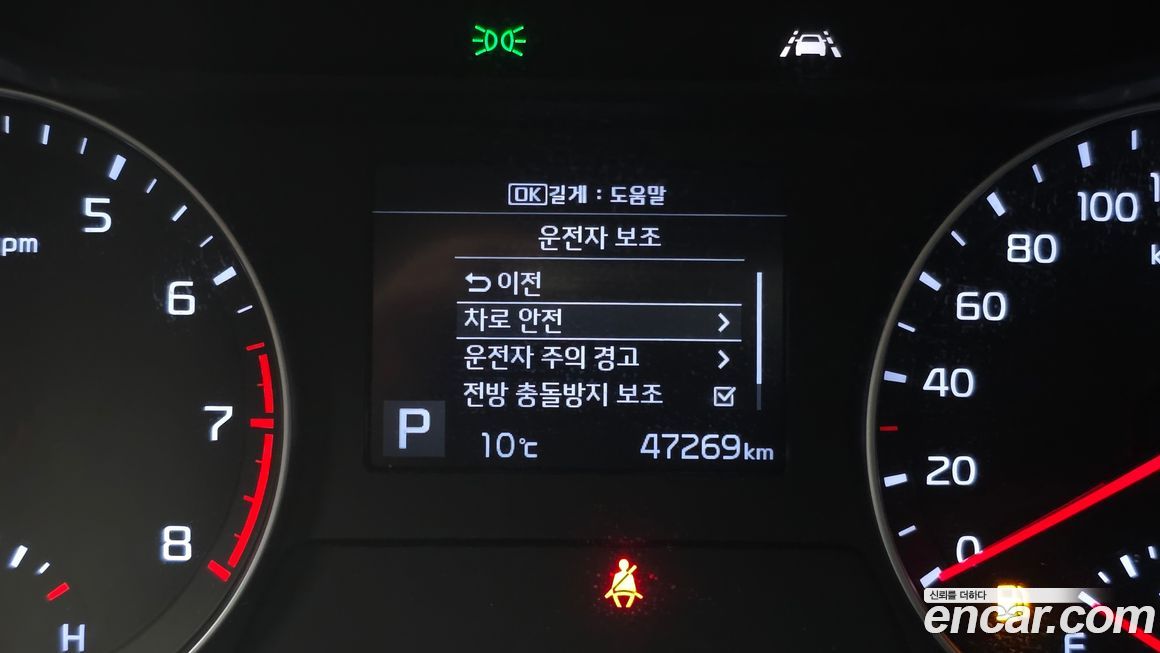 OK 길게 : 도움말
운전자 보조
이전
차로 안전
운전자 주의 경고
전방 충돌방지 보조
P
10℃
47269km
5
pm
6
7
8
H
100
80
60
40
20
0
신뢰를 더하다
encar.com